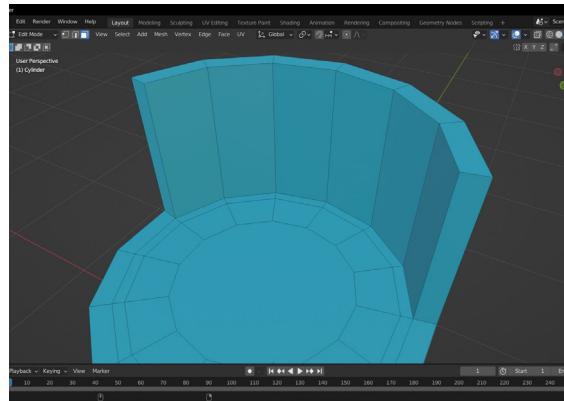 Edit Render Window Help Layout Modeling Sculpting UV Editing Texture Paint Shading Animation Rendering Compositing Geometry Nodes Scripting + Scen
Edit Mode View Select Add Mesh Vertex Edge Face UV Global
X Y Z
User Perspective
(1) Cylinder
Playback Keying View Marker 1 Start 1 En
10 20 30 40 50 60 70 80 90 100 110 120 130 140 150 160 170 180 190 200 210 220 230 240